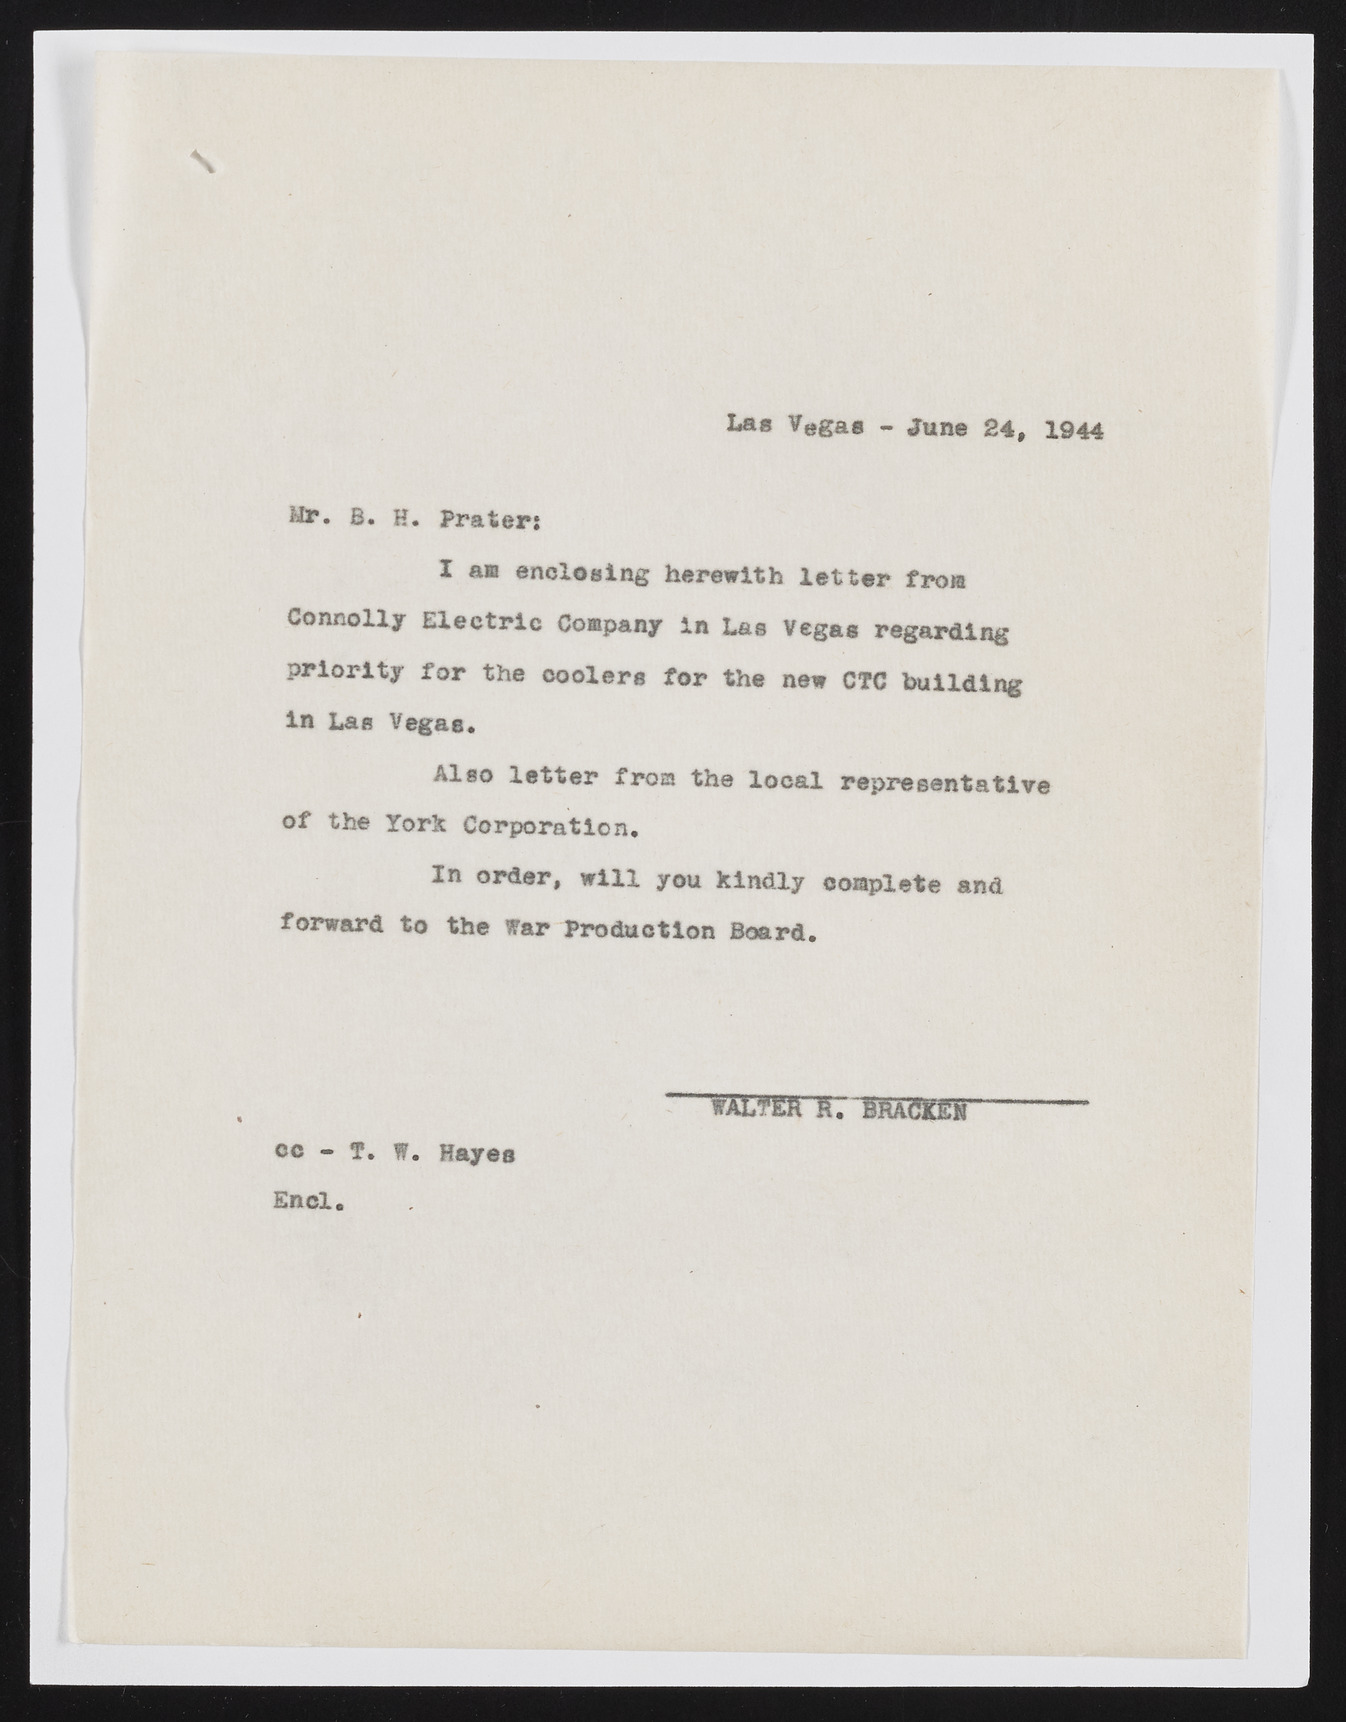 Las Vegas - June 24, 1944
Mr. B. H. Prater:
I am enclosing herewith letter from
Connolly Electric Company in Las Vegas regarding
priority for the coolers for the new CTC building
in Las Vegas.
Also letter from the local representative
of the York Corporation.
In order, will you kindly complete and
forward to the War Production Board.
WALTER R. BRACKEN
cc - T. W. Hayes
Encl.